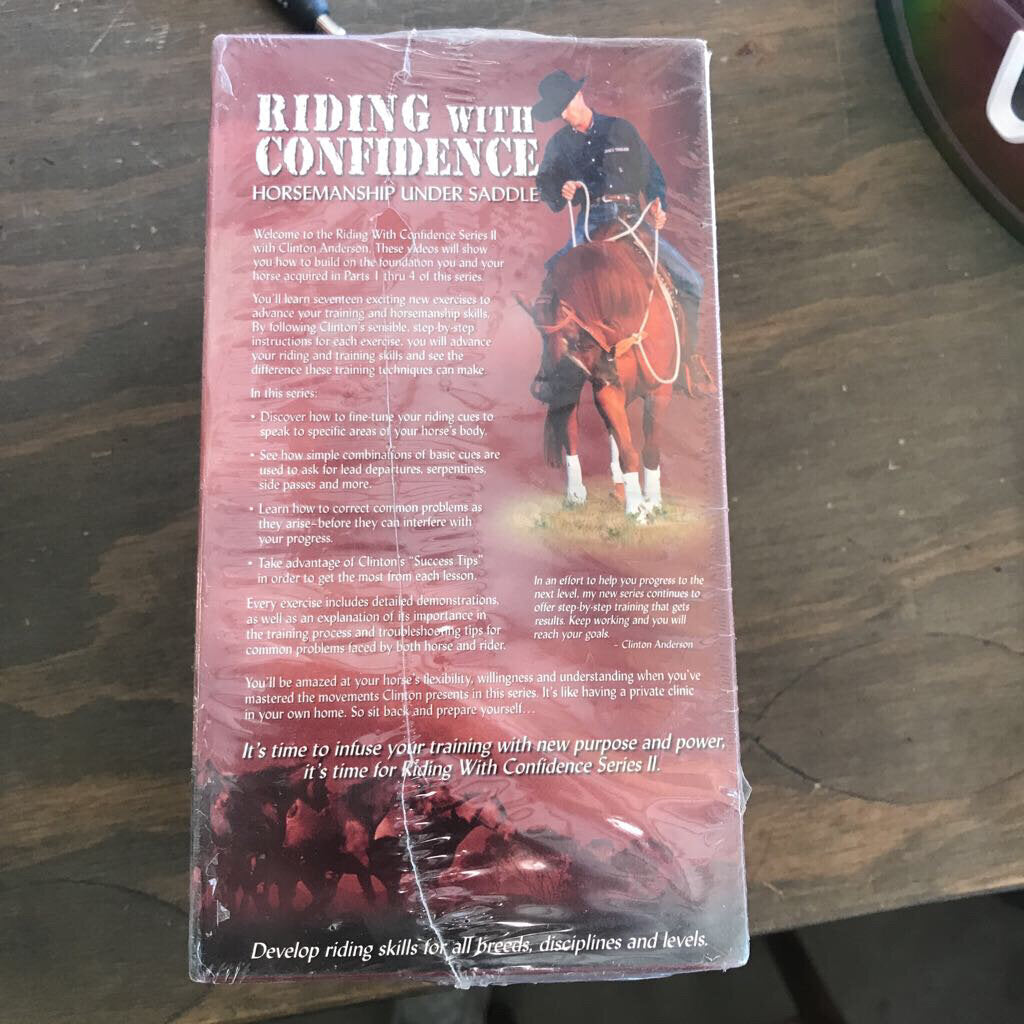 RIDING WITH
CONFIDENCE
HORSEMANSHIP UNDER SADDLE
Welcome to the Riding With Confidence Series II
with Clinton Anderson. These videos will show
you how to build on the foundation you and your
horse acquired in Parts 1 thru 4 of this series.
You'll learn seventeen exciting new exercises to
advance your training and horsemanship skills.
By following Clinton's sensible, step-by-step
instructions for each exercise, you will advance
your riding and training skills and see the
difference these training techniques can make.
In this series:
• Discover how to fine-tune your riding cues to
speak to specific areas of your horse's body.
• See how simple combinations of basic cues are
used to ask for lead departures, serpentines,
side passes and more.
• Learn how to correct common problems as
they arise–before they can interfere with
your progress.
• Take advantage of Clinton's "Success Tips"
in order to get the most from each lesson.
Every exercise includes detailed demonstrations,
as well as an explanation of its importance in
the training process and troubleshooting tips for
common problems faced by both horse and rider.
In an effort to help you progress to the
next level, my new series continues to
offer step-by-step training that gets
results. Keep working and you will
reach your goals.
– Clinton Anderson
You'll be amazed at your horse's flexibility, willingness and understanding when you've
mastered the movements Clinton presents in this series. It's like having a private clinic
in your own home. So sit back and prepare yourself...
It's time to infuse your training with new purpose and power,
it's time for Riding With Confidence Series II.
Develop riding skills for all breeds, disciplines and levels.